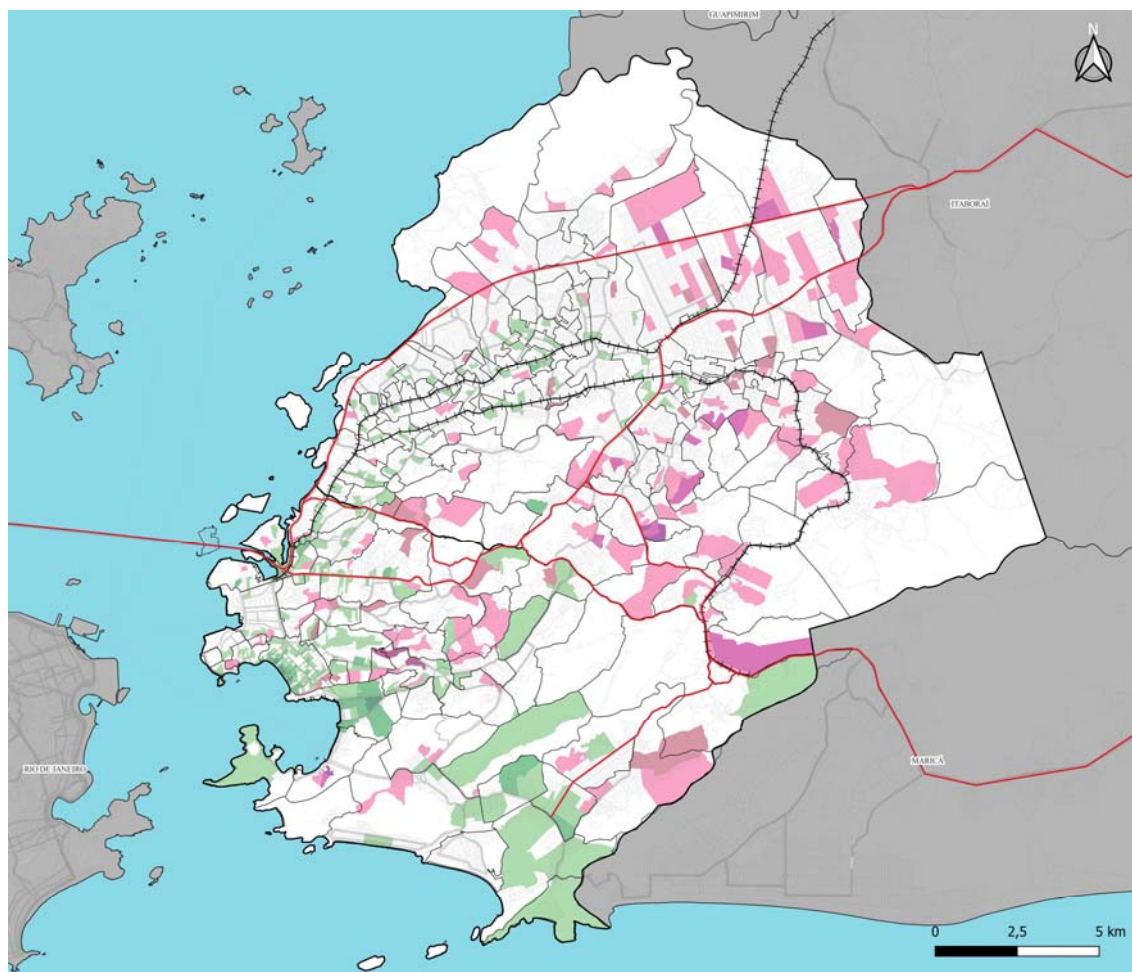 GUAPIMIRIM
N
ITABORAÍ
RIO DE JANEIRO
MARICÁ
0 2,5 5 km